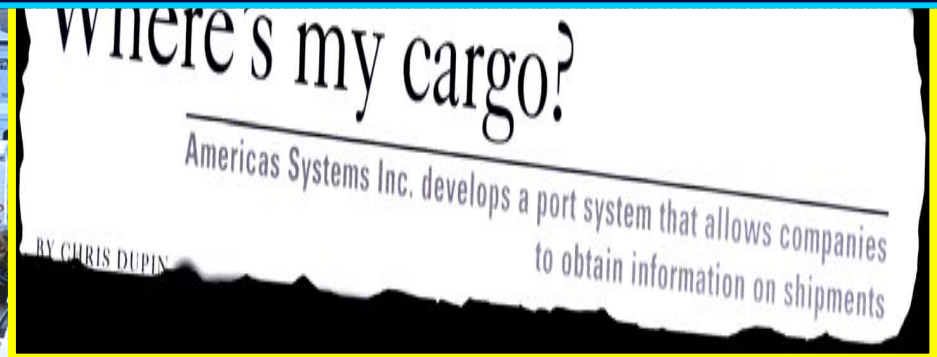 Where's my cargo?
Americas Systems Inc. develops a port system that allows companies
to obtain information on shipments
BY CHRIS DUPIN